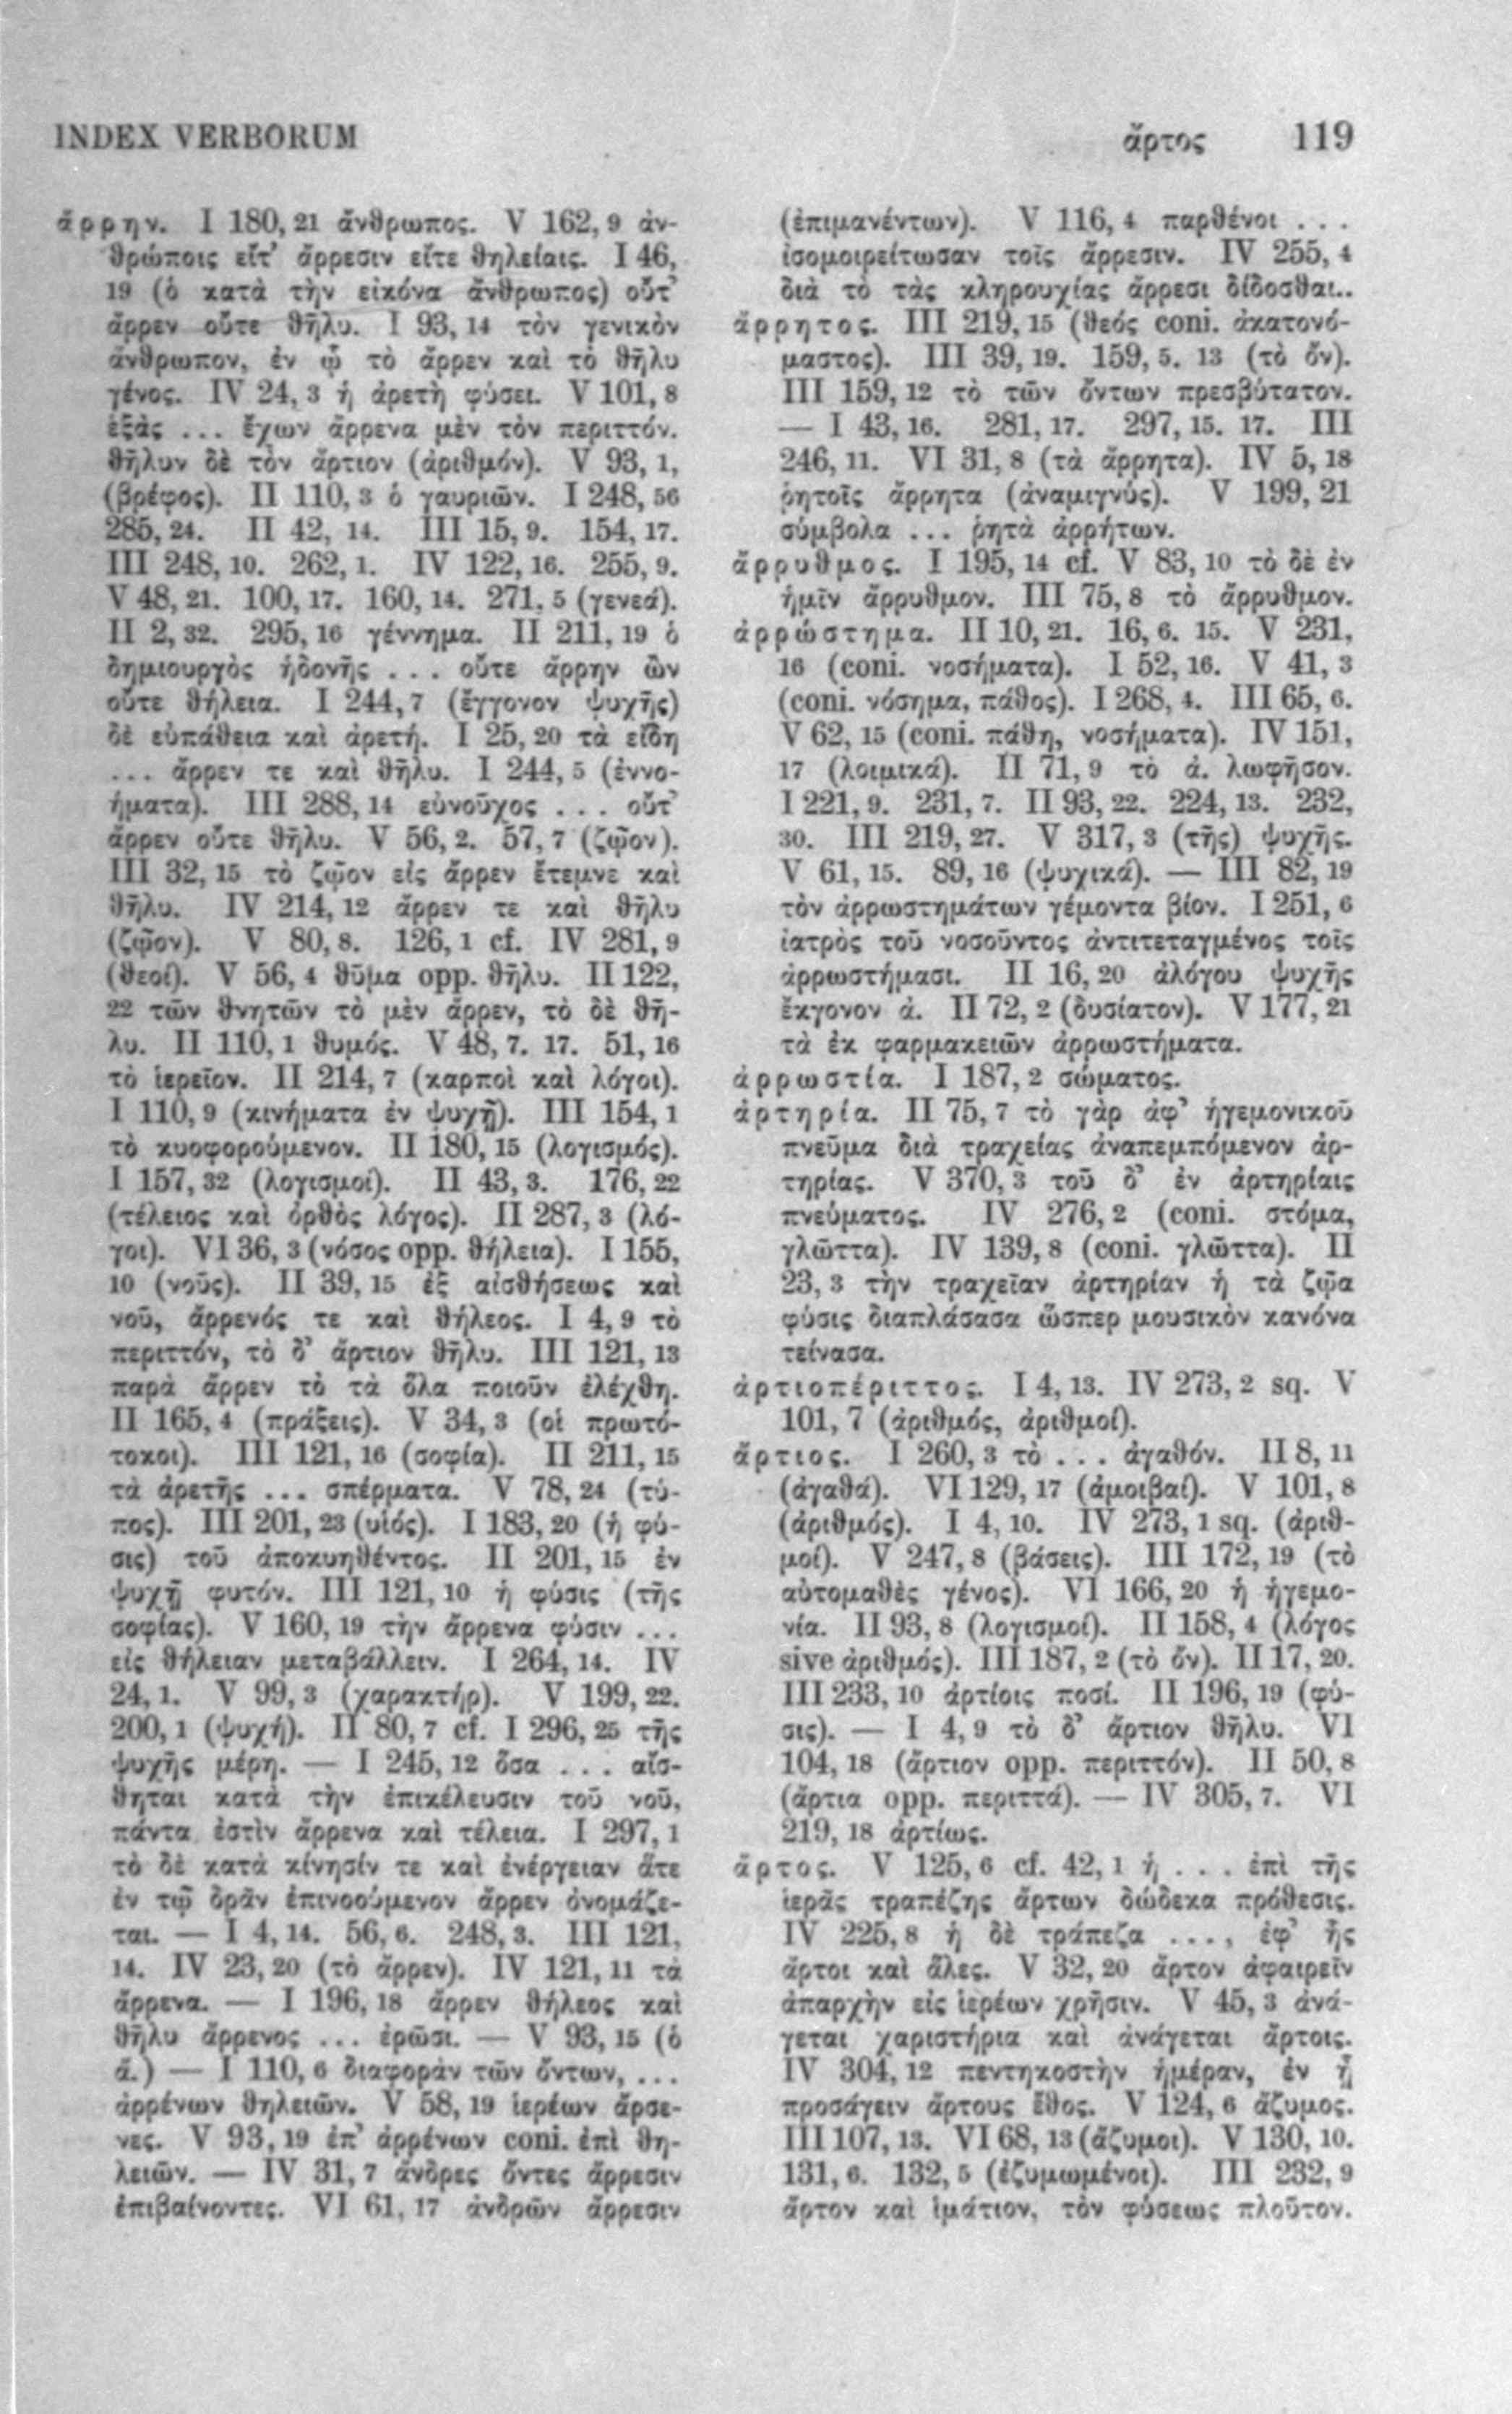 INDEX VERBORUM
ἄρτος 119
ἄρρην. I 180, 21 ἄνθρωπος. V 162, 9 ἀν-
θρώποις εἴτ’ ἄρρεσιν εἴτε θηλείαις. I 46,
19 (ὁ κατὰ τὴν εἰκόνα ἄνθρωπος) οὔτ’
ἄρρεν οὔτε θῆλυ. I 93, 14 τὸν γενικὸν
ἄνθρωπον, ἐν ᾧ τὸ ἄρρεν καὶ τὸ θῆλυ
γένος. IV 24, 3 ἡ ἀρετὴ φύσει. V 101, 8
ἑξὰς ... ἔχων ἄρρενα μὲν τὸν περιττόν.
θῆλυν δὲ τὸν ἄρτιον (ἀριθμόν). V 93, 1,
(βρέφος). II 110, 3 ὁ γαυριῶν. I 248, 56
285, 24. II 42, 14. III 15, 9. 154, 17.
III 248, 10. 262, 1. IV 122, 16. 255, 9.
V 48, 21. 100, 17. 160, 14. 271, 5 (γενεά).
II 2, 32. 295, 16 γέννημα. II 211, 19 ὁ
δημιουργὸς ἡδονῆς ... οὔτε ἄρρην ὢν
οὔτε θήλεια. I 244, 7 (ἔγγονον ψυχῆς)
δὲ εὐπάθεια καὶ ἀρετή. I 25, 20 τὰ εἴδη
... ἄρρεν τε καὶ θῆλυ. I 244, 5 (ἐννο-
ήματα). III 288, 14 εὐνοῦχος ... οὔτ’
ἄρρεν οὔτε θῆλυ. V 56, 2. 57, 7 (ζῷον).
III 32, 15 τὸ ζῷον εἰς ἄρρεν ἔτεμνε καὶ
θῆλυ. IV 214, 12 ἄρρεν τε καὶ θῆλυ
(ζῷον). V 80, 8. 126, 1 cf. IV 281, 9
(θεοί). V 56, 4 θῦμα opp. θῆλυ. II 122,
22 τῶν θνητῶν τὸ μὲν ἄρρεν, τὸ δὲ θῆ-
λυ. II 110, 1 θυμός. V 48, 7. 17. 51, 16
τὸ ἱερεῖον. II 214, 7 (καρποὶ καὶ λόγοι).
I 110, 9 (κινήματα ἐν ψυχῇ). III 154, 1
τὸ κυοφορούμενον. II 180, 15 (λογισμός).
I 157, 32 (λογισμοί). II 43, 3. 176, 22
(τέλειος καὶ ὀρθὸς λόγος). II 287, 3 (λό-
γοι). VI 36, 3 (νόσος opp. θήλεια). I 155,
10 (νοῦς). II 39, 15 ἐξ αἰσθήσεως καὶ
νοῦ, ἄρρενός τε καὶ θήλεος. I 4, 9 τὸ
περιττόν, τὸ δ’ ἄρτιον θῆλυ. III 121, 13
παρὰ ἄρρεν τὸ τὰ ὅλα ποιοῦν ἐλέχθη.
II 165, 4 (πράξεις). V 34, 3 (οἱ πρωτό-
τοκοι). III 121, 16 (σοφία). II 211, 15
τὰ ἀρετῆς ... σπέρματα. V 78, 24 (τύ-
πος). III 201, 23 (υἱός). I 183, 20 (ἡ φύ-
σις) τοῦ ἀποκυηθέντος. II 201, 15 ἐν
ψυχῇ φυτόν. III 121, 10 ἡ φύσις (τῆς
σοφίας). V 160, 19 τὴν ἄρρενα φύσιν ...
εἰς θήλειαν μεταβάλλειν. I 264, 14. IV
24, 1. V 99, 3 (χαρακτήρ). V 199, 22.
200, 1 (ψυχή). II 80, 7 cf. I 296, 25 τῆς
ψυχῆς μέρη. — I 245, 12 ὅσα ... αἴσ-
θηται κατὰ τὴν ἐπικέλευσιν τοῦ νοῦ,
πάντα ἐστὶν ἄρρενα καὶ τέλεια. I 297, 1
τὸ δὲ κατὰ κίνησίν τε καὶ ἐνέργειαν ἅτε
ἐν τῷ δρᾶν ἐπινοούμενον ἄρρεν ὀνομάζε-
ται. — I 4, 14. 56, 6. 248, 3. III 121,
14. IV 23, 20 (τὸ ἄρρεν). IV 121, 11 τὰ
ἄρρενα. — I 196, 18 ἄρρεν θήλεος καὶ
θῆλυ ἄρρενος ... ἐρῶσι. — V 93, 15 (ὁ
ἄ.) — I 110, 6 διαφορὰν τῶν ὄντων, ...
ἀρρένων θηλειῶν. V 58, 19 ἱερέων ἄρσε-
νες. V 93, 19 ἐπ’ ἀρρένων coni. ἐπὶ θη-
λειῶν. — IV 31, 7 ἄνδρες ὄντες ἄρρεσιν
ἐπιβαίνοντες. VI 61, 17 ἀνδρῶν ἄρρεσιν
(ἐπιμανέντων). V 116, 4 παρθένοι ...
ἰσομοιρείτωσαν τοῖς ἄρρεσιν. IV 255, 4
διὰ τὸ τὰς κληρουχίας ἄρρεσι δίδοσθαι..
ἄρρητος. III 219, 15 (θεός coni. ἀκατονό-
μαστος). III 39, 19. 159, 5. 13 (τὸ ὄν).
III 159, 12 τὸ τῶν ὄντων πρεσβύτατον.
— I 43, 16. 281, 17. 297, 15. 17. III
246, 11. VI 31, 8 (τὰ ἄρρητα). IV 5, 18
ῥητοῖς ἄρρητα (ἀναμιγνύς). V 199, 21
σύμβολα ... ῥητὰ ἀρρήτων.
ἄρρυθμος. I 195, 14 cf. V 83, 10 τὸ δὲ ἐν
ἡμῖν ἄρρυθμον. III 75, 8 τὸ ἄρρυθμον.
ἀρρώστημα. II 10, 21. 16, 6. 15. V 231,
16 (coni. νοσήματα). I 52, 16. V 41, 3
(coni. νόσημα, πάθος). I 268, 4. III 65, 6.
V 62, 15 (coni. πάθη, νοσήματα). IV 151,
17 (λοιμικά). II 71, 9 τὸ ἀ. λωφῆσον.
I 221, 9. 231, 7. II 93, 22. 224, 13. 232,
30. III 219, 27. V 317, 3 (τῆς) ψυχῆς.
V 61, 15. 89, 16 (ψυχικά). — III 82, 19
τὸν ἀρρωστημάτων γέμοντα βίον. I 251, 6
ἰατρὸς τοῦ νοσοῦντος ἀντιτεταγμένος τοῖς
ἀρρωστήμασι. II 16, 20 ἀλόγου ψυχῆς
ἔκγονον ἀ. II 72, 2 (δυσίατον). V 177, 21
τὰ ἐκ φαρμακειῶν ἀρρωστήματα.
ἀρρωστία. I 187, 2 σώματος.
ἀρτηρία. II 75, 7 τὸ γὰρ ἀφ’ ἡγεμονικοῦ
πνεῦμα διὰ τραχείας ἀναπεμπόμενον ἀρ-
τηρίας. V 370, 3 τοῦ δ’ ἐν ἀρτηρίαις
πνεύματος. IV 276, 2 (coni. στόμα,
γλῶττα). IV 139, 8 (coni. γλῶττα). II
23, 3 τὴν τραχεῖαν ἀρτηρίαν ἡ τὰ ζῷα
φύσις διαπλάσασα ὥσπερ μουσικὸν κανόνα
τείνασα.
ἀρτιοπέριττος. I 4, 13. IV 273, 2 sq. V
101, 7 (ἀριθμός, ἀριθμοί).
ἄρτιος. I 260, 3 τὸ ... ἀγαθόν. II 8, 11
(ἀγαθά). VI 129, 17 (ἀμοιβαί). V 101, 8
(ἀριθμός). I 4, 10. IV 273, 1 sq. (ἀριθ-
μοί). V 247, 8 (βάσεις). III 172, 19 (τὸ
αὐτομαθὲς γένος). VI 166, 20 ἡ ἡγεμο-
νία. II 93, 8 (λογισμοί). II 158, 4 (λόγος
sive ἀριθμός). III 187, 2 (τὸ ὄν). II 17, 20.
III 233, 10 ἀρτίοις ποσί. II 196, 19 (φύ-
σις). — I 4, 9 τὸ δ’ ἄρτιον θῆλυ. VI
104, 18 (ἄρτιον opp. περιττόν). II 50, 8
(ἄρτια opp. περιττά). — IV 305, 7. VI
219, 18 ἀρτίως.
ἄρτος. V 125, 6 cf. 42, 1 ἡ ... ἐπὶ τῆς
ἱερᾶς τραπέζης ἄρτων δώδεκα πρόθεσις.
IV 225, 8 ἡ δὲ τράπεζα ..., ἐφ’ ἧς
ἄρτοι καὶ ἅλες. V 32, 20 ἄρτον ἀφαιρεῖν
ἀπαρχὴν εἰς ἱερέων χρῆσιν. V 45, 3 ἀνά-
γεται χαριστήρια καὶ ἀνάγεται ἄρτοις.
IV 304, 12 πεντηκοστὴν ἡμέραν, ἐν ᾗ
προσάγειν ἄρτους ἔθος. V 124, 6 ἄζυμος.
III 107, 13. VI 68, 13 (ἄζυμοι). V 130, 10.
131, 6. 132, 5 (ἐζυμωμένοι). III 232, 9
ἄρτον καὶ ἱμάτιον, τὸν φύσεως πλοῦτον.